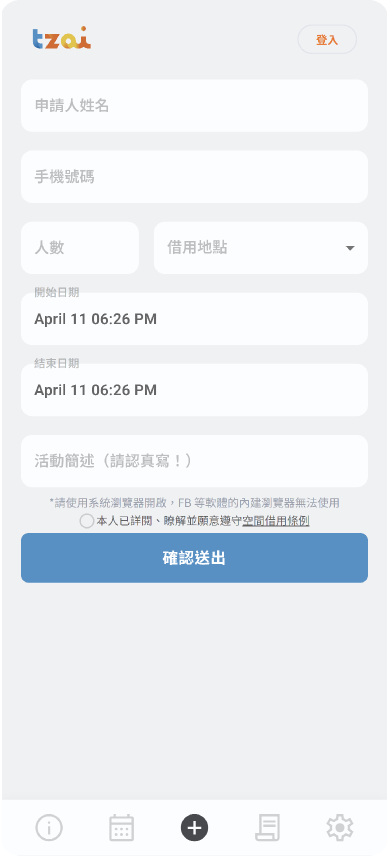 tzai
登入
申請人姓名
手機號碼
人數
借用地點
開始日期
April 11 06:26 PM
結束日期
April 11 06:26 PM
活動簡述（請認真寫！）
*請使用系統瀏覽器開啟，FB 等軟體的內建瀏覽器無法使用
本人已詳閱、瞭解並願意遵守空間借用條例
確認送出